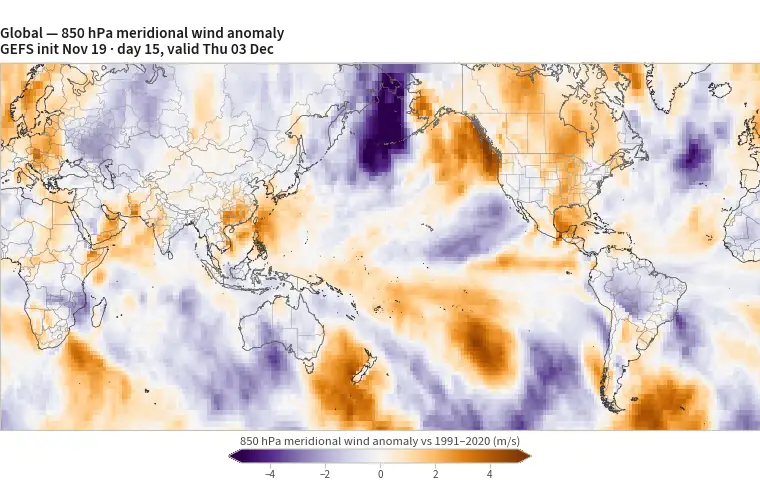 Global — 850 hPa meridional wind anomaly
GEFS init Nov 19 · day 15, valid Thu 03 Dec
850 hPa meridional wind anomaly vs 1991–2020 (m/s)
−4 −2 0 2 4